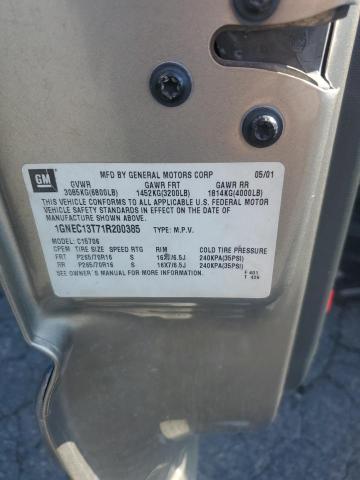 GM
MFD BY GENERAL MOTORS CORP 05/01
GVWR GAWR FRT GAWR RR
3085KG(6800LB) 1452KG(3200LB) 1814KG(4000LB)
THIS VEHICLE CONFORMS TO ALL APPLICABLE U.S. FEDERAL MOTOR
VEHICLE SAFETY STANDARDS IN EFFECT ON THE DATE OF
MANUFACTURE SHOWN ABOVE.
1GNEC13T71R200385 TYPE: M.P.V.
MODEL: C15706
TIRE SIZE SPEED RTG RIM COLD TIRE PRESSURE
FRT P265/70R16 S 16X7/6.5J 240KPA(35PSI)
RR P265/70R16 S 16X7/6.5J 240KPA(35PSI)
SEE OWNER'S MANUAL FOR MORE INFORMATION.